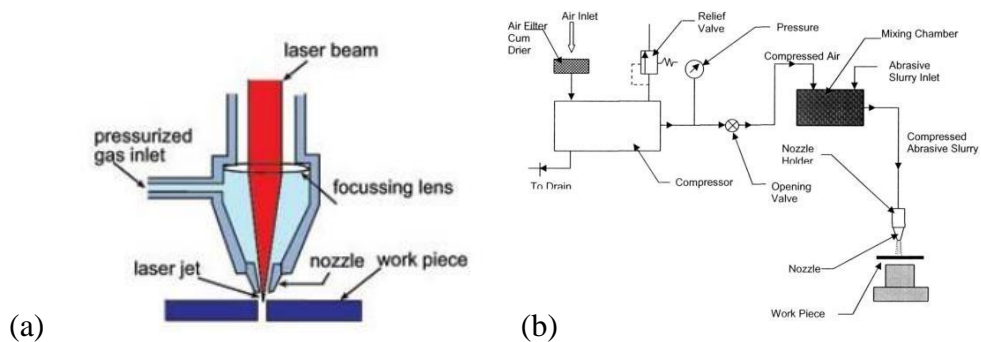 laser beam
pressurized
gas inlet
focussing lens
laser jet
nozzle
work piece
(a)
Air Filter
Cum
Drier
Air Inlet
Relief
Valve
Pressure
Compressed Air
Mixing Chamber
Abrasive
Slurry Inlet
Compressed
Abrasive Slurry
Nozzle
Holder
To Drain
Compressor
Opening
Valve
Nozzle
Work Piece
(b)